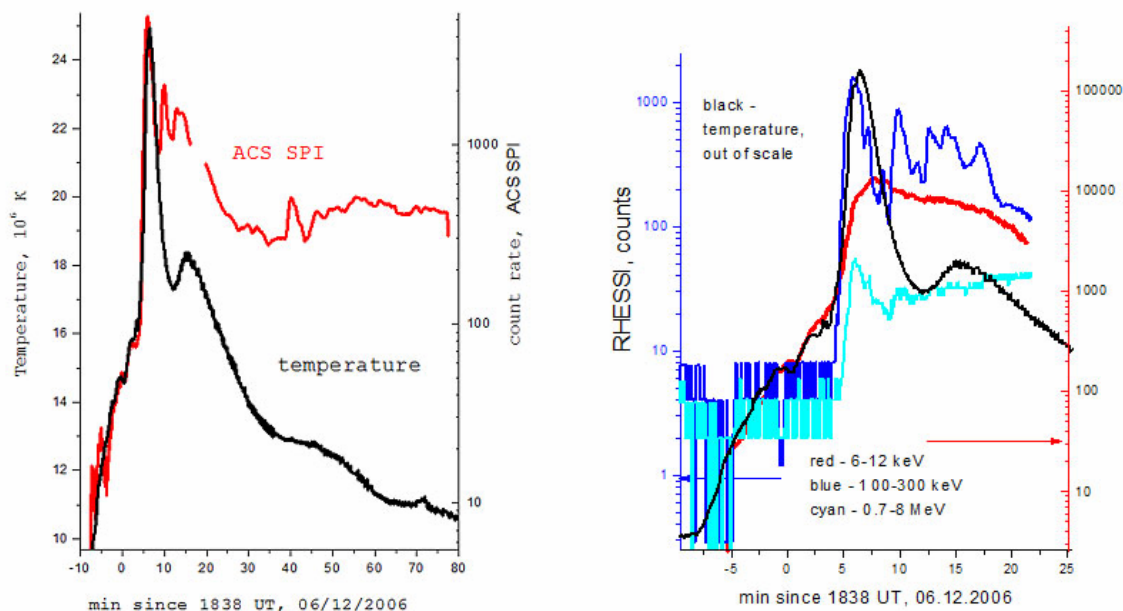 24
22
20
18
16
14
12
10
Temperature, 10⁶ K
ACS SPI
temperature
1000
100
10
count rate, ACS SPI
-10 0 10 20 30 40 50 60 70 80
min since 1838 UT, 06/12/2006
1000
100
10
1
RHESSI, counts
black -
temperature,
out of scale
red - 6-12 keV
blue - 100-300 keV
cyan - 0.7-8 MeV
100000
10000
1000
100
10
-5 0 5 10 15 20 25
min since 1838 UT, 06.12.2006